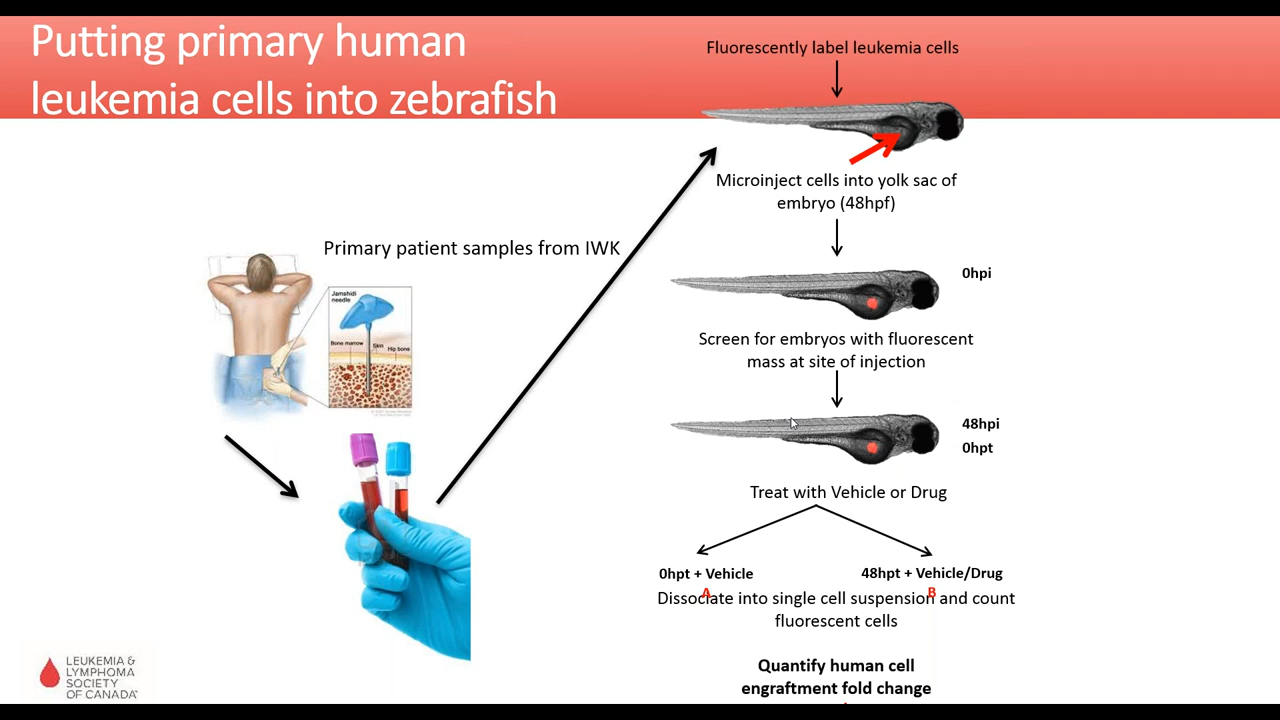 Putting primary human
leukemia cells into zebrafish
Fluorescently label leukemia cells
Microinject cells into yolk sac of
embryo (48hpf)
Primary patient samples from IWK
Jamshidi
needle
Bone marrow
Skin
Hip bone
0hpi
Screen for embryos with fluorescent
mass at site of injection
48hpi
0hpt
Treat with Vehicle or Drug
0hpt + Vehicle
48hpt + Vehicle/Drug
A
B
Dissociate into single cell suspension and count
fluorescent cells
Quantify human cell
engraftment fold change
LEUKEMIA &
LYMPHOMA
SOCIETY
OF CANADA